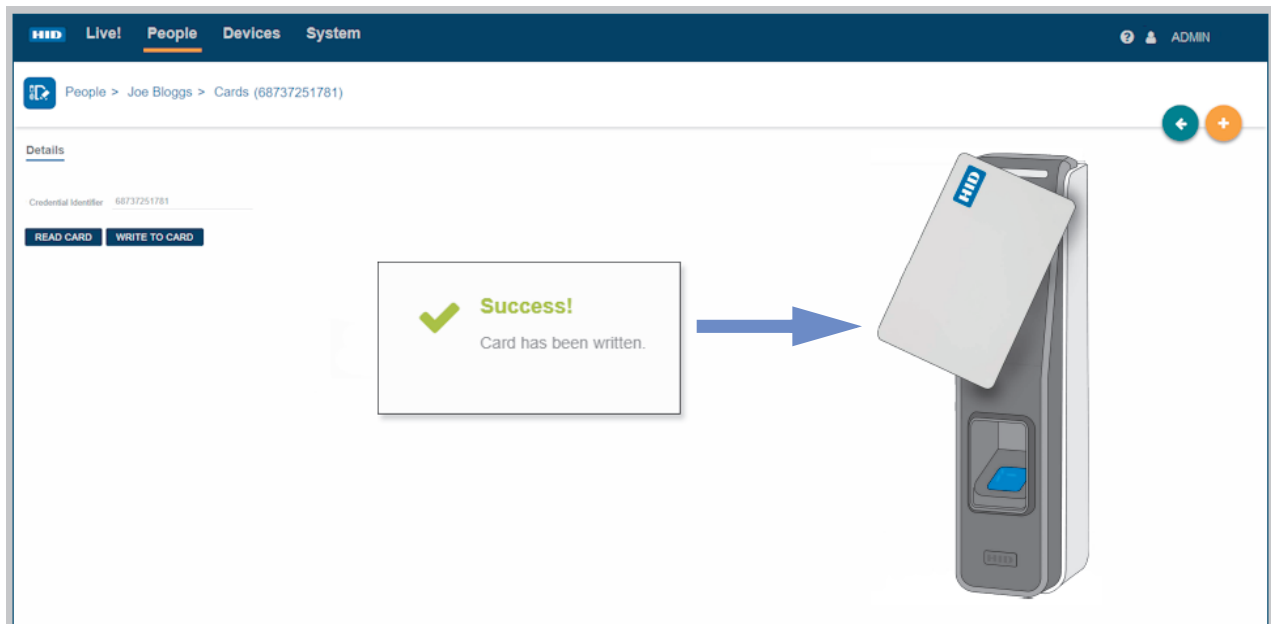 HID Live! People Devices System ADMIN
People > Joe Bloggs > Cards (68737251781)
Details
Credential Identifier 68737251781
READ CARD WRITE TO CARD
Success!
Card has been written.
HID